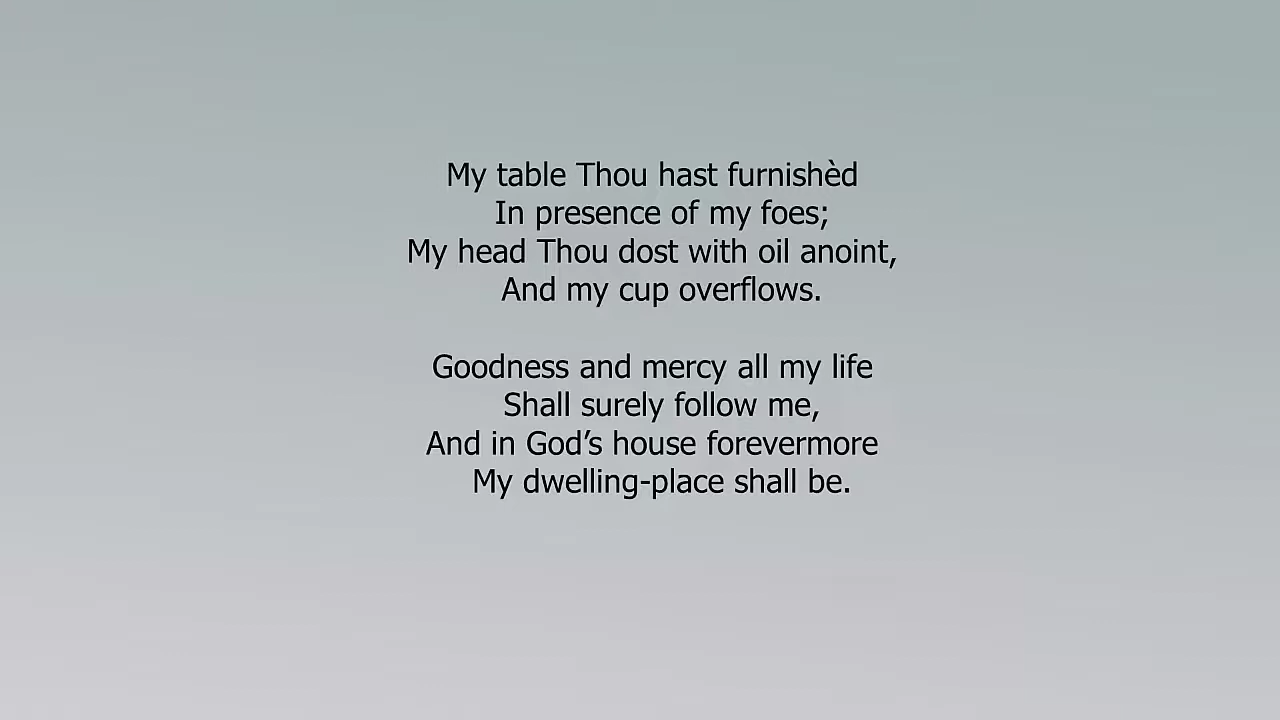 My table Thou hast furnishèd
In presence of my foes;
My head Thou dost with oil anoint,
And my cup overflows.
Goodness and mercy all my life
Shall surely follow me,
And in God’s house forevermore
My dwelling-place shall be.